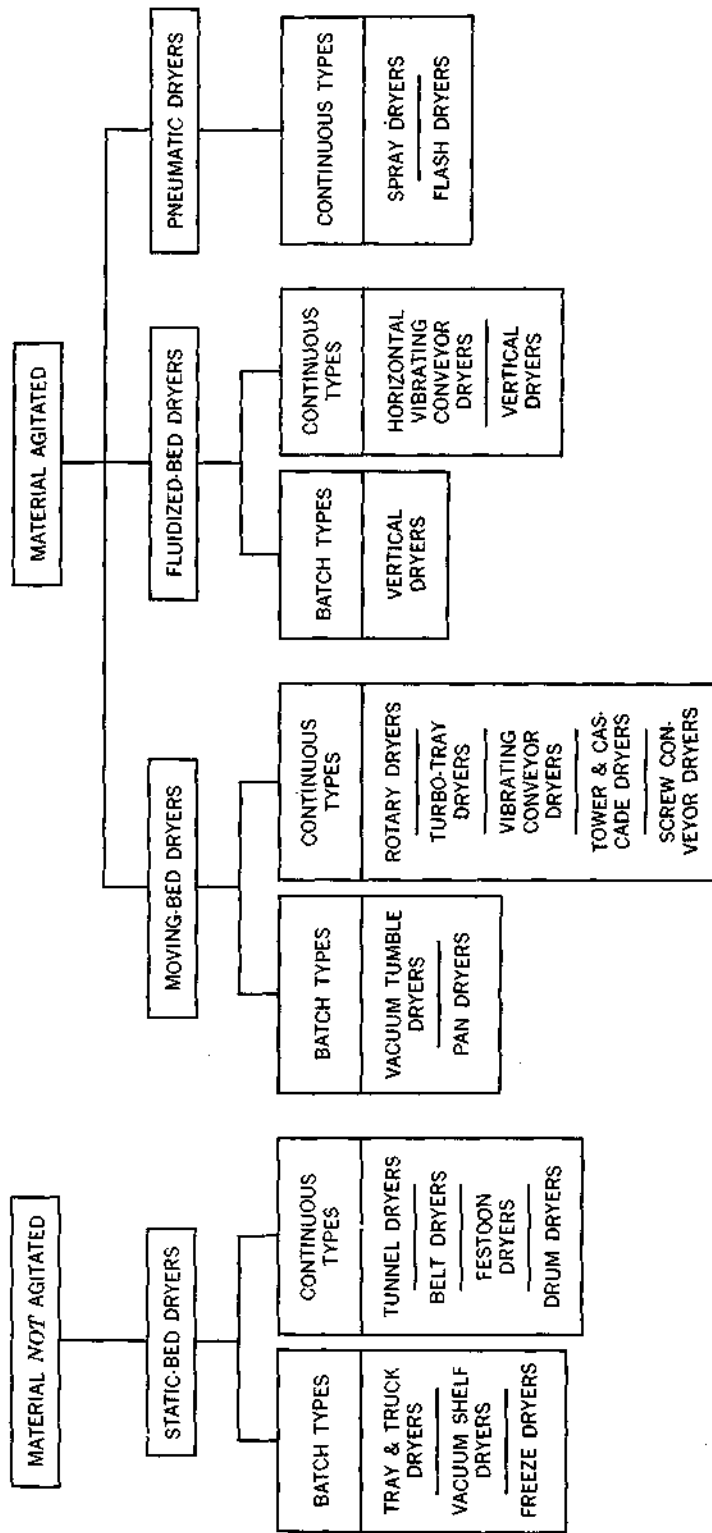 MATERIAL NOT AGITATED
STATIC-BED DRYERS
BATCH TYPES
TRAY & TRUCK
DRYERS
VACUUM SHELF
DRYERS
FREEZE DRYERS
CONTINUOUS
TYPES
TUNNEL DRYERS
BELT DRYERS
FESTOON
DRYERS
DRUM DRYERS
MATERIAL AGITATED
MOVING-BED DRYERS
BATCH TYPES
VACUUM TUMBLE
DRYERS
PAN DRYERS
CONTINUOUS
TYPES
ROTARY DRYERS
TURBO-TRAY
DRYERS
VIBRATING
CONVEYOR
DRYERS
TOWER & CAS-
CADE DRYERS
SCREW CON-
VEYOR DRYERS
FLUIDIZED-BED DRYERS
BATCH TYPES
VERTICAL
DRYERS
CONTINUOUS
TYPES
HORIZONTAL
VIBRATING
CONVEYOR
DRYERS
VERTICAL
DRYERS
PNEUMATIC DRYERS
CONTINUOUS TYPES
SPRAY DRYERS
FLASH DRYERS